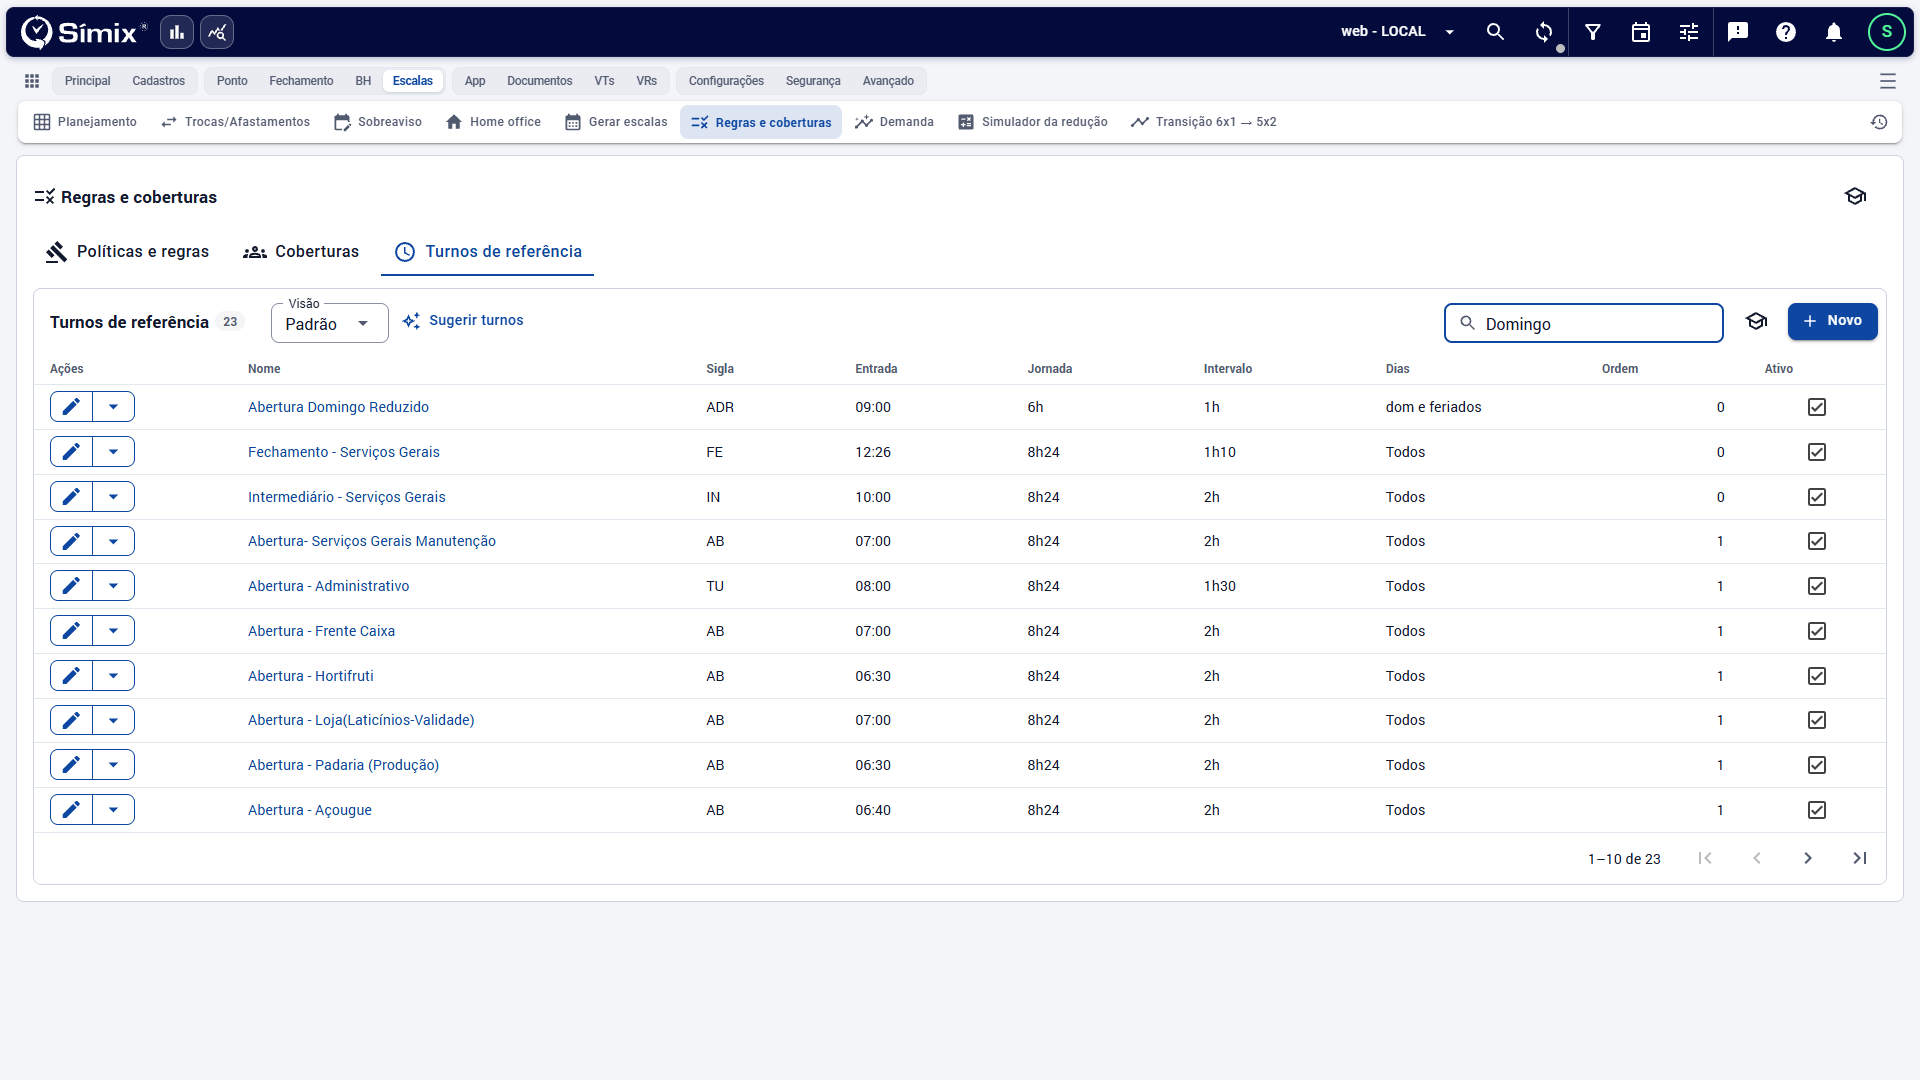 Símix®
web - LOCAL
S
Principal Cadastros Ponto Fechamento BH Escalas App Documentos VTs VRs Configurações Segurança Avançado
Planejamento Trocas/Afastamentos Sobreaviso Home office Gerar escalas Regras e coberturas Demanda Simulador da redução Transição 6x1 → 5x2
Regras e coberturas
Políticas e regras Coberturas Turnos de referência
Visão
Turnos de referência 23 Padrão Sugerir turnos Domingo Novo
Ações Nome Sigla Entrada Jornada Intervalo Dias Ordem Ativo
Abertura Domingo Reduzido ADR 09:00 6h 1h dom e feriados 0
Fechamento - Serviços Gerais FE 12:26 8h24 1h10 Todos 0
Intermediário - Serviços Gerais IN 10:00 8h24 2h Todos 0
Abertura- Serviços Gerais Manutenção AB 07:00 8h24 2h Todos 1
Abertura - Administrativo TU 08:00 8h24 1h30 Todos 1
Abertura - Frente Caixa AB 07:00 8h24 2h Todos 1
Abertura - Hortifruti AB 06:30 8h24 2h Todos 1
Abertura - Loja(Laticínios-Validade) AB 07:00 8h24 2h Todos 1
Abertura - Padaria (Produção) AB 06:30 8h24 2h Todos 1
Abertura - Açougue AB 06:40 8h24 2h Todos 1
1–10 de 23